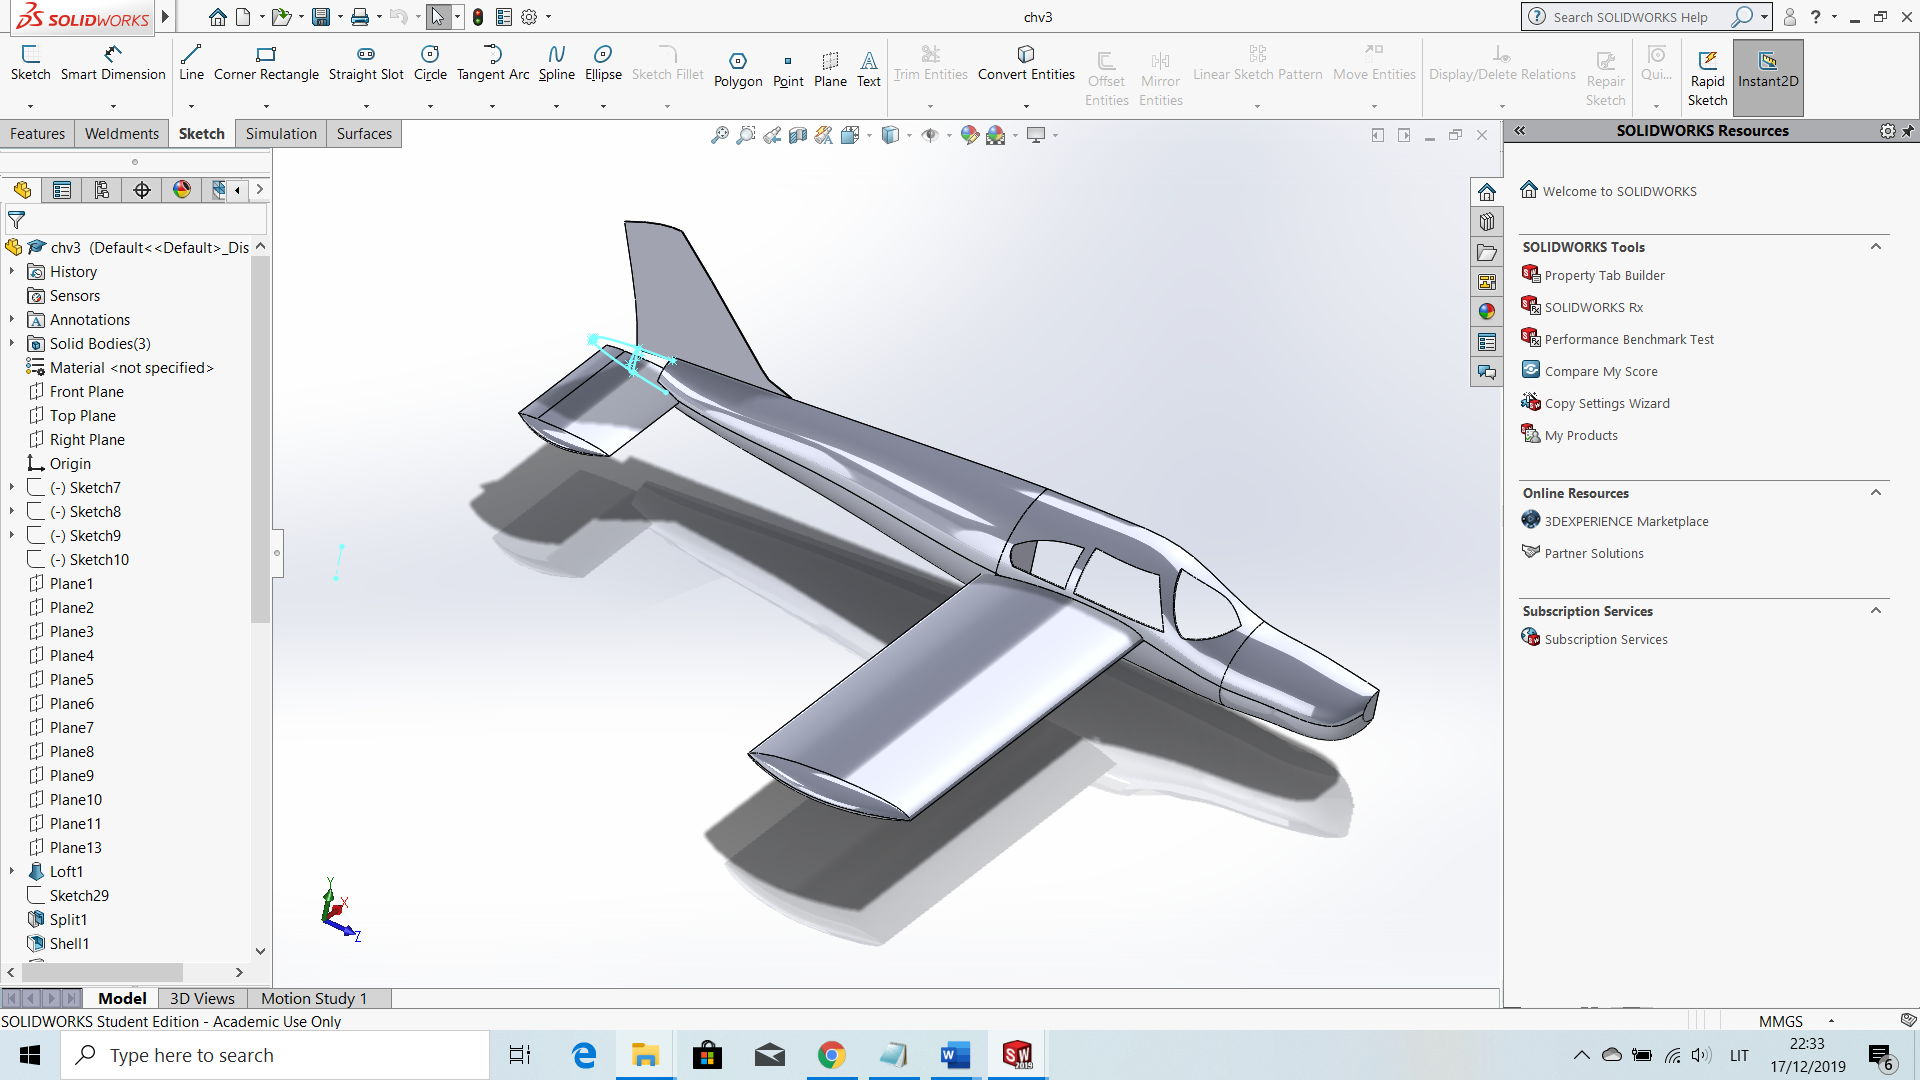 SOLIDWORKS
chv3
Search SOLIDWORKS Help
Sketch
Smart Dimension
Line
Corner Rectangle
Straight Slot
Circle
Tangent Arc
Spline
Ellipse
Sketch Fillet
Polygon
Point
Plane
Text
Trim Entities
Convert Entities
Offset
Entities
Mirror
Entities
Linear Sketch Pattern
Move Entities
Display/Delete Relations
Repair
Sketch
Qui...
Rapid
Sketch
Instant2D
Features
Weldments
Sketch
Simulation
Surfaces
chv3 (Default<<Default>_Dis
History
Sensors
Annotations
Solid Bodies(3)
Material <not specified>
Front Plane
Top Plane
Right Plane
Origin
(-) Sketch7
(-) Sketch8
(-) Sketch9
(-) Sketch10
Plane1
Plane2
Plane3
Plane4
Plane5
Plane6
Plane7
Plane8
Plane9
Plane10
Plane11
Plane13
Loft1
Sketch29
Split1
Shell1
Y
X
Z
SOLIDWORKS Resources
Welcome to SOLIDWORKS
SOLIDWORKS Tools
Property Tab Builder
SOLIDWORKS Rx
Performance Benchmark Test
Compare My Score
Copy Settings Wizard
My Products
Online Resources
3DEXPERIENCE Marketplace
Partner Solutions
Subscription Services
Subscription Services
Model
3D Views
Motion Study 1
SOLIDWORKS Student Edition - Academic Use Only
MMGS
Type here to search
LIT
22:33
17/12/2019
6